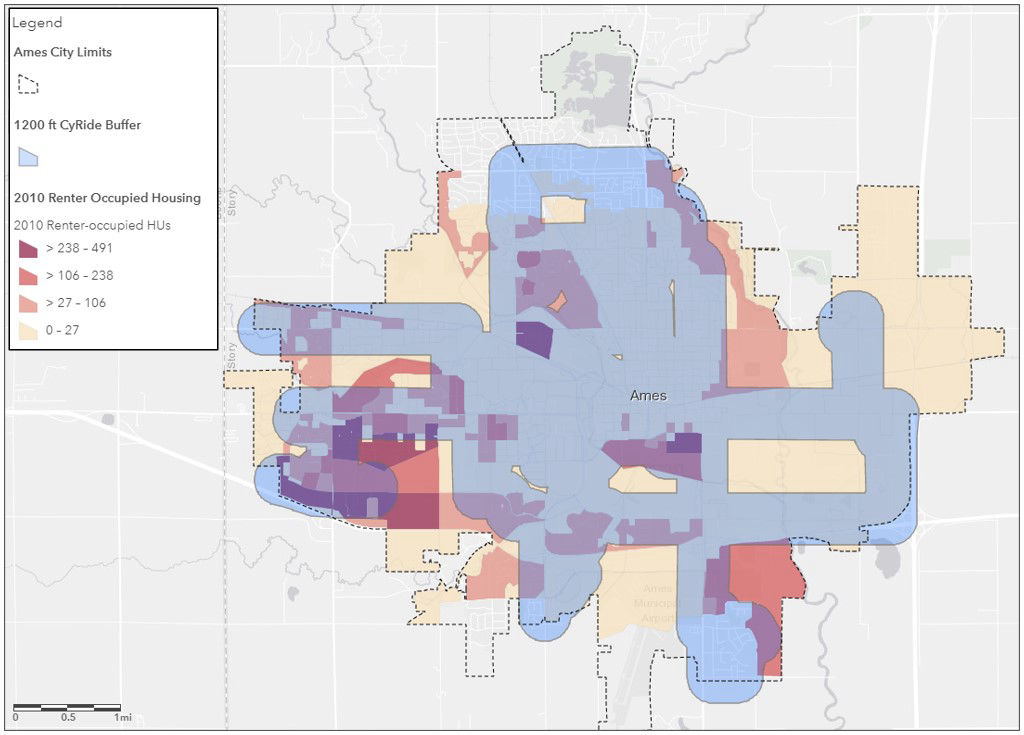 Legend
Ames City Limits
1200 ft CyRide Buffer
2010 Renter Occupied Housing
2010 Renter-occupied HUs
> 238 - 491
> 106 - 238
> 27 - 106
0 - 27
Story
Story
Ames
Ames
Municipal
Airport
0 0.5 1mi